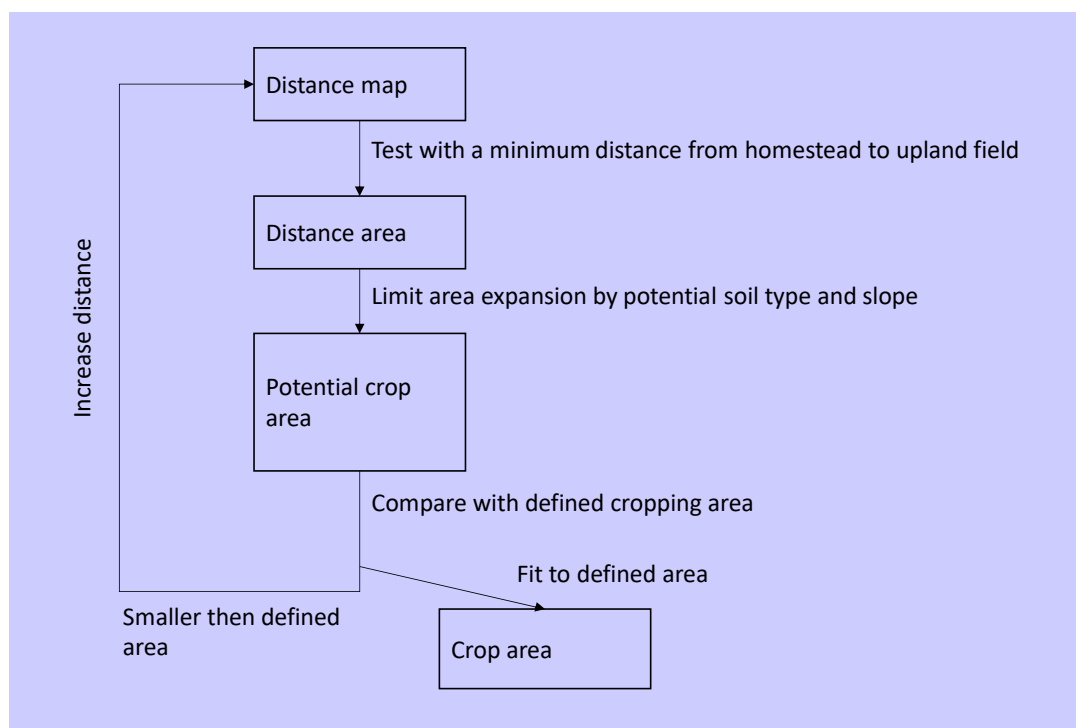 Distance map
Test with a minimum distance from homestead to upland field
Distance area
Limit area expansion by potential soil type and slope
Increase distance
Potential crop
area
Compare with defined cropping area
Fit to defined area
Smaller then defined
area
Crop area